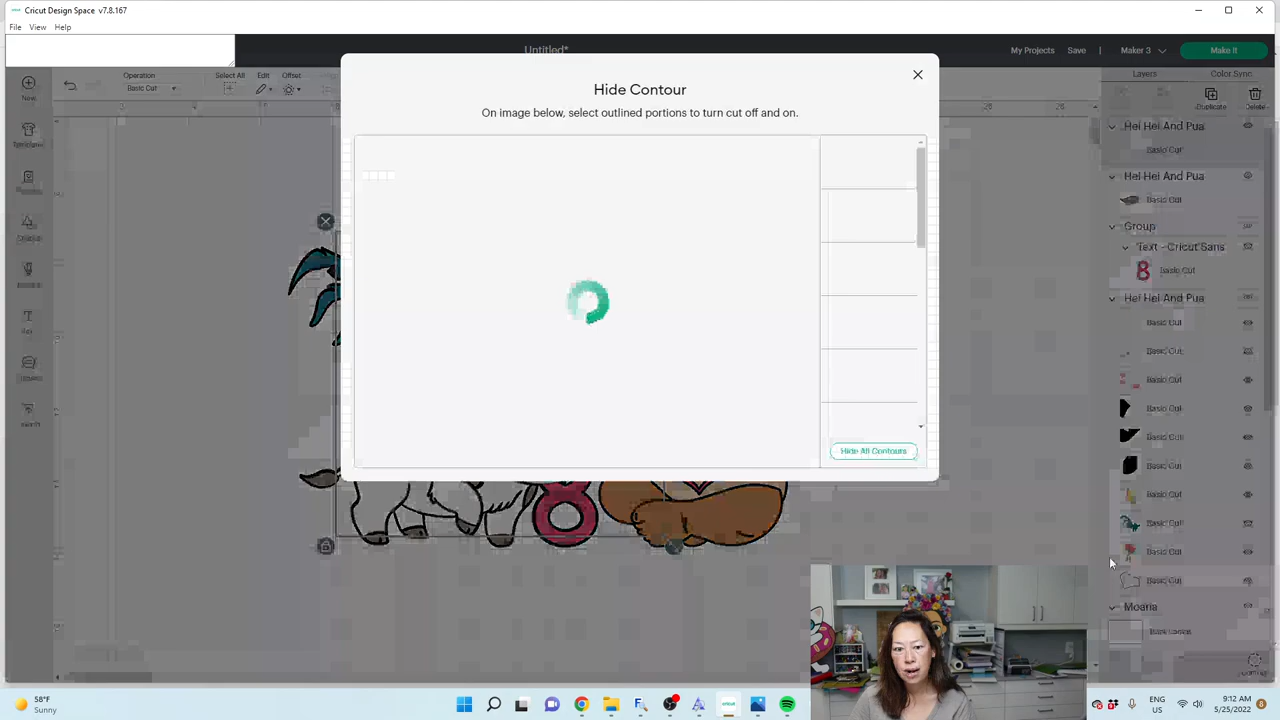 Cricut Design Space v7.8.167
File View Help
Untitled*
My Projects Save | Maker 3 Make It
Operation
Basic Cut
Select All Edit Offset
New
Text
Layers Color Sync
Duplicate Delete
Hide Contour
On image below, select outlined portions to turn cut off and on.
Hide All Contours
Hei Hei And Pua
Basic Cut
Hei Hei And Pua
Basic Cut
Group
Text - Cricut Sans
8 Basic Cut
Hei Hei And Pua
Basic Cut
Basic Cut
Basic Cut
Basic Cut
Basic Cut
Basic Cut
Basic Cut
Basic Cut
Basic Cut
Basic Cut
Moana
8
58°F
Sunny
cricut
ENG
US
9:12 AM
5/25/2022